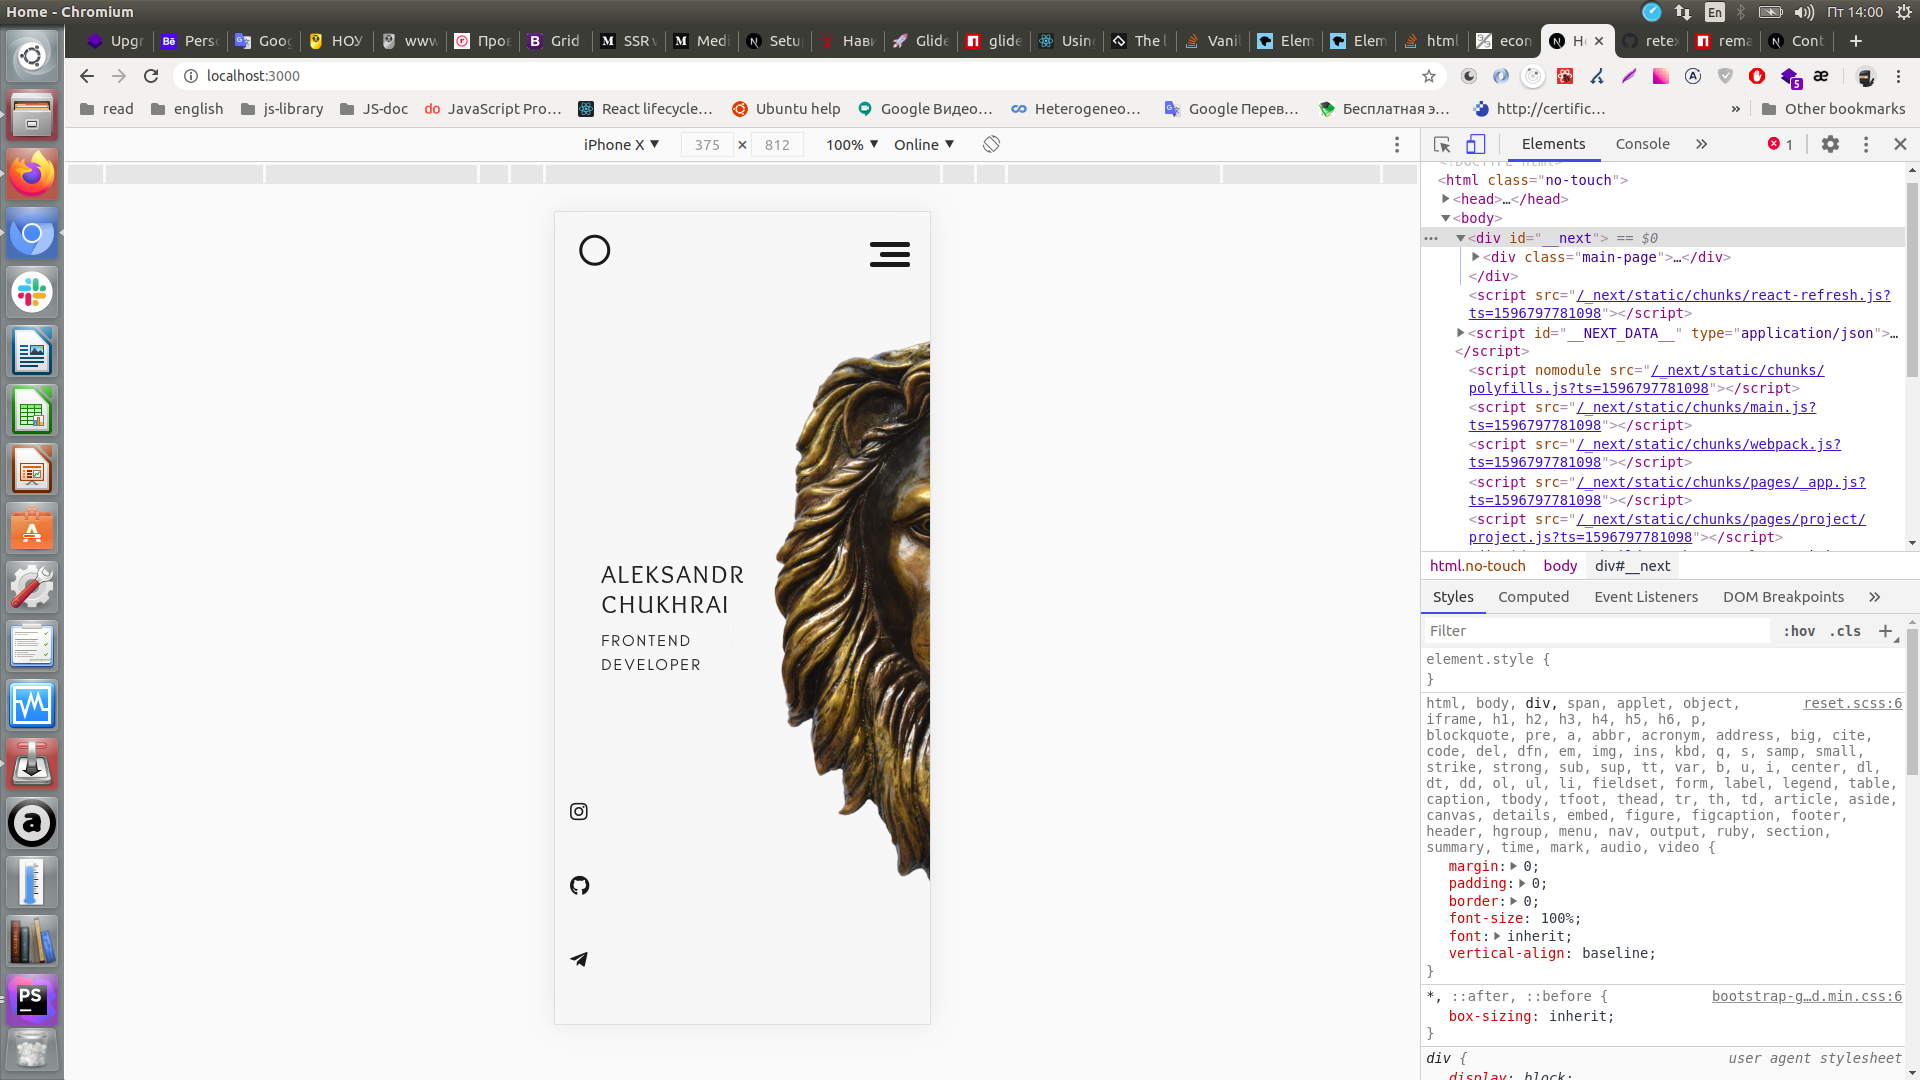 Home - Chromium
En
Пт 14:00
Upgr
Perso
Goog
НОУ
www
Про
Grid
SSR v
Medi
Setu
Нави
Glide
glide
Using
The l
Vanil
Elem
Elem
html
econ
Ho
retex
rema
Cont
localhost:3000
5
read
english
js-library
JS-doc
JavaScript Pro…
React lifecycle…
Ubuntu help
Google Видео…
Heterogeneo…
Google Перев…
Бесплатная э…
http://certific…
Other bookmarks
iPhone X
375
×
812
100%
Online
Elements
Console
1
<!DOCTYPE html>
<html class="no-touch">
<head>…</head>
<body>
<div id="__next"> == $0
<div class="main-page">…</div>
</div>
<script src="/_next/static/chunks/react-refresh.js?
ts=1596797781098"></script>
<script id="__NEXT_DATA__" type="application/json">…
</script>
<script nomodule src="/_next/static/chunks/
polyfills.js?ts=1596797781098"></script>
<script src="/_next/static/chunks/main.js?
ts=1596797781098"></script>
<script src="/_next/static/chunks/webpack.js?
ts=1596797781098"></script>
<script src="/_next/static/chunks/pages/_app.js?
ts=1596797781098"></script>
<script src="/_next/static/chunks/pages/project/
project.js?ts=1596797781098"></script>
html.no-touch
body
div#__next
Styles
Computed
Event Listeners
DOM Breakpoints
Filter
:hov
.cls
element.style {
}
html, body, div, span, applet, object,
reset.scss:6
iframe, h1, h2, h3, h4, h5, h6, p,
blockquote, pre, a, abbr, acronym, address, big, cite,
code, del, dfn, em, img, ins, kbd, q, s, samp, small,
strike, strong, sub, sup, tt, var, b, u, i, center, dl,
dt, dd, ol, ul, li, fieldset, form, label, legend, table,
caption, tbody, tfoot, thead, tr, th, td, article, aside,
canvas, details, embed, figure, figcaption, footer,
header, hgroup, menu, nav, output, ruby, section,
summary, time, mark, audio, video {
margin: 0;
padding: 0;
border: 0;
font-size: 100%;
font: inherit;
vertical-align: baseline;
}
*, ::after, ::before {
bootstrap-g…d.min.css:6
box-sizing: inherit;
}
div {
user agent stylesheet
display: block;
ALEKSANDR
CHUKHRAI
FRONTEND
DEVELOPER
PS